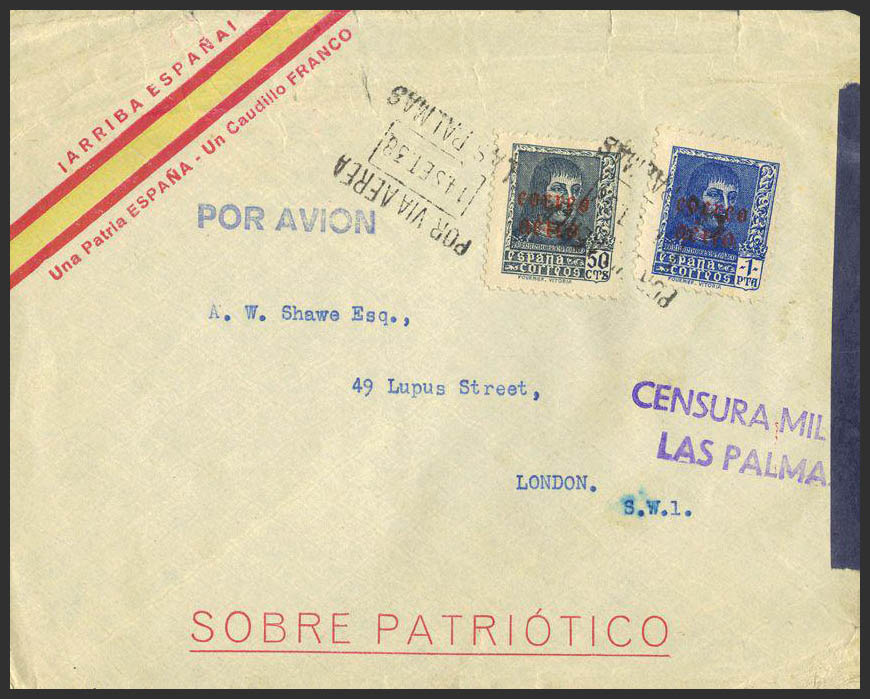 ¡ARRIBA ESPAÑA!
Una Patria ESPAÑA - Un Caudillo FRANCO
POR AVION
POR VIA AEREA
14 SET 38
LAS PALMAS
correo
aereo
50
CTS
españa
correos
FOURNIER. VITORIA
correo
aereo
-1-
PTA
españa
correos
FOURNIER. VITORIA
A. W. Shawe Esq.,
49 Lupus Street,
LONDON.
S.W.1.
CENSURA MIL
LAS PALMAS
SOBRE PATRIÓTICO